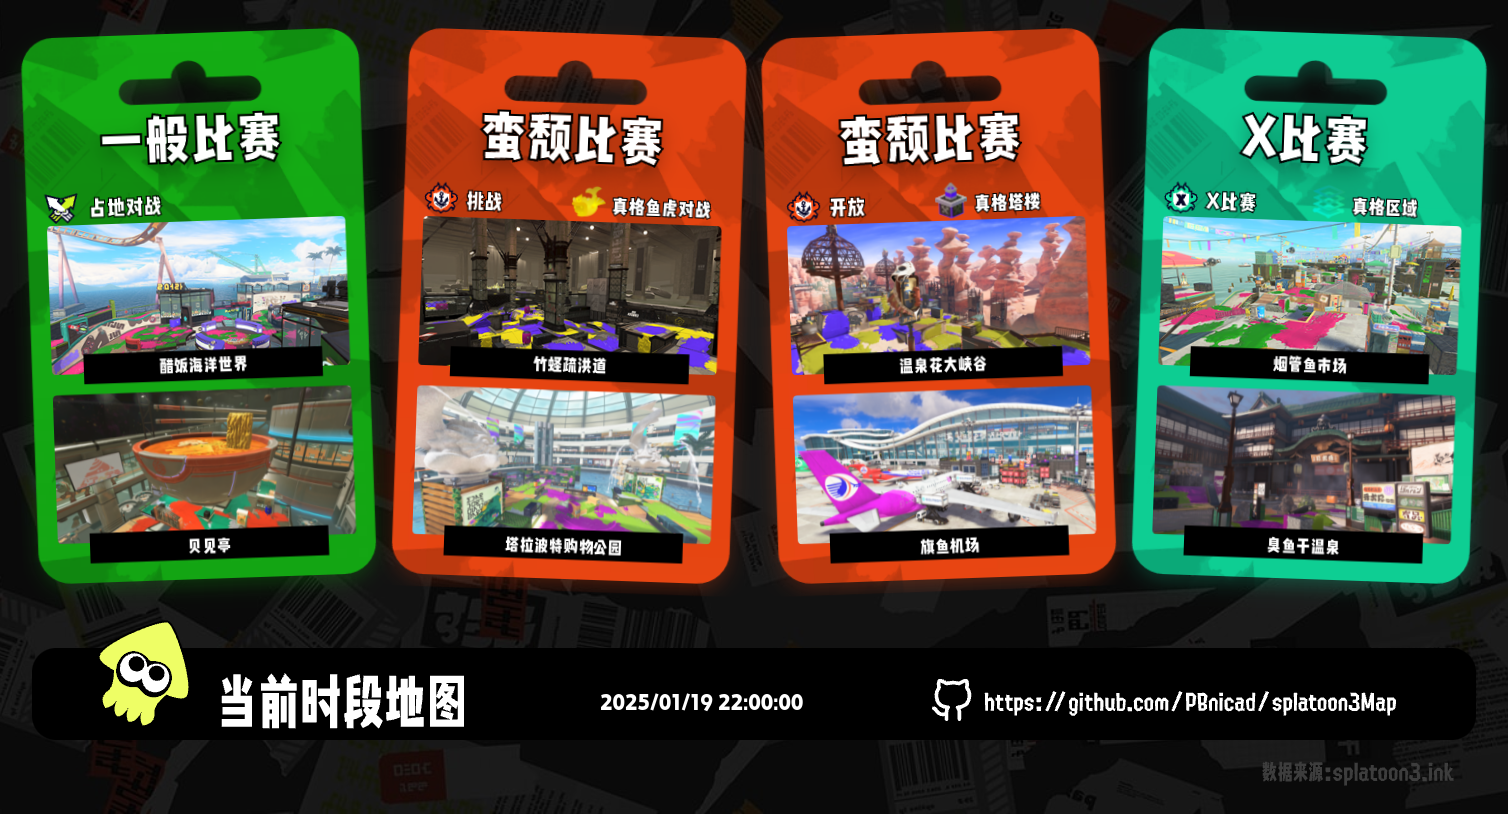 一般比赛
占地对战
醋饭海洋世界
贝见亭
蛮颓比赛
挑战
真格鱼虎对战
竹蛏疏洪道
塔拉波特购物公园
蛮颓比赛
开放
真格塔楼
温泉花大峡谷
旗鱼机场
X比赛
X比赛
真格区域
烟管鱼市场
臭鱼干温泉
当前时段地图
2025/01/19 22:00:00
https://github.com/PBnicad/splatoon3Map
数据来源:splatoon3.ink